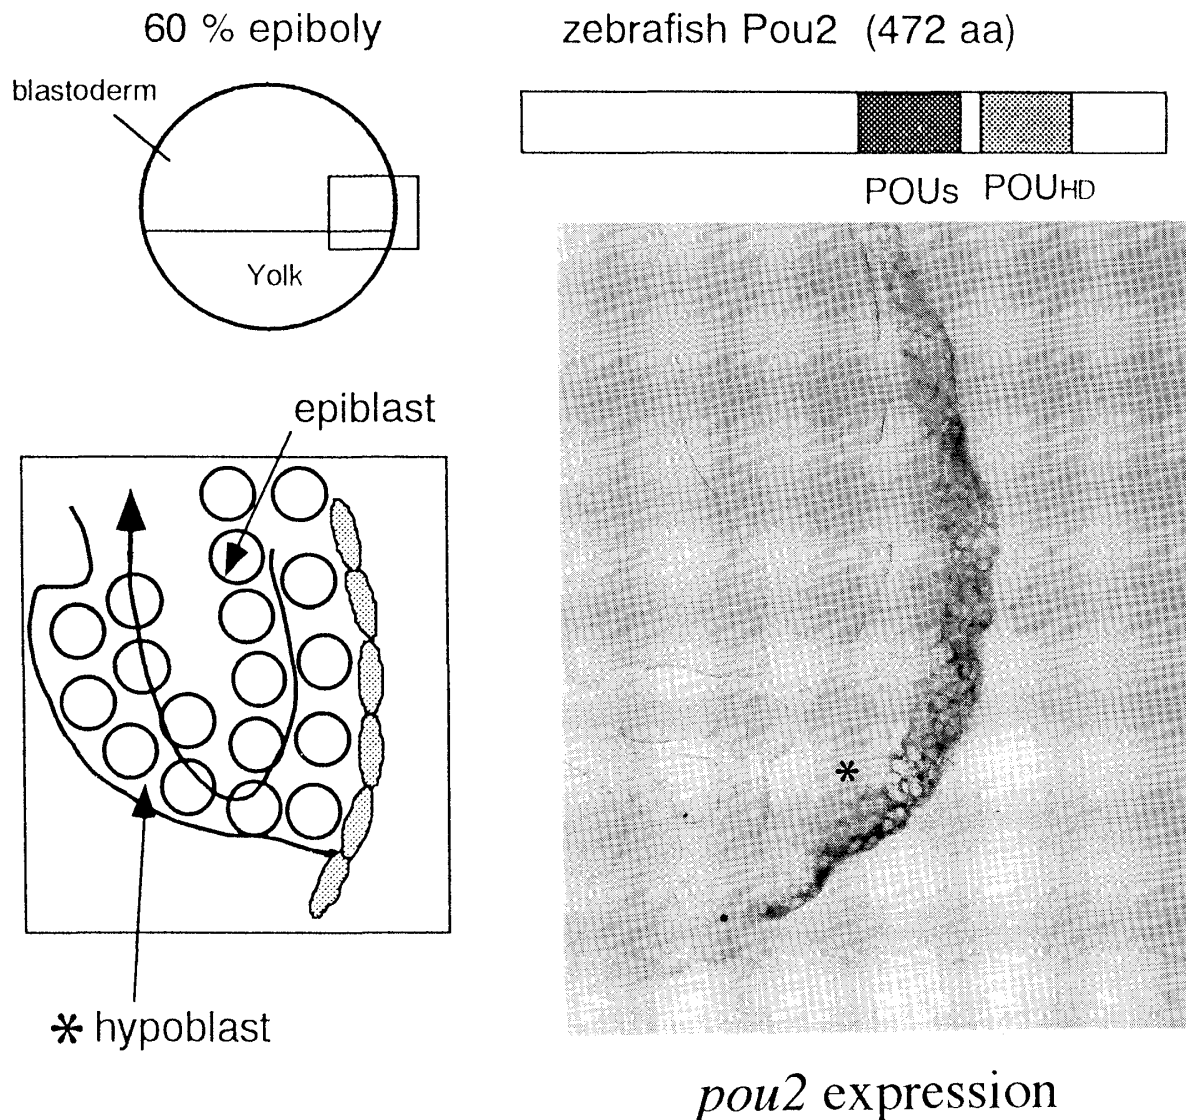 60 % epiboly
zebrafish Pou2 (472 aa)
blastoderm
POUs
POUHD
Yolk
epiblast
*
* hypoblast
pou2 expression